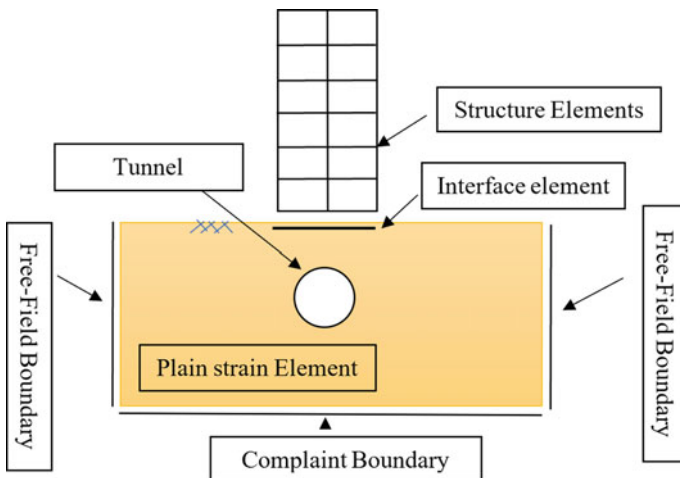 Structure Elements
Tunnel
Interface element
Free-Field Boundary
Free-Field Boundary
Plain strain Element
Complaint Boundary